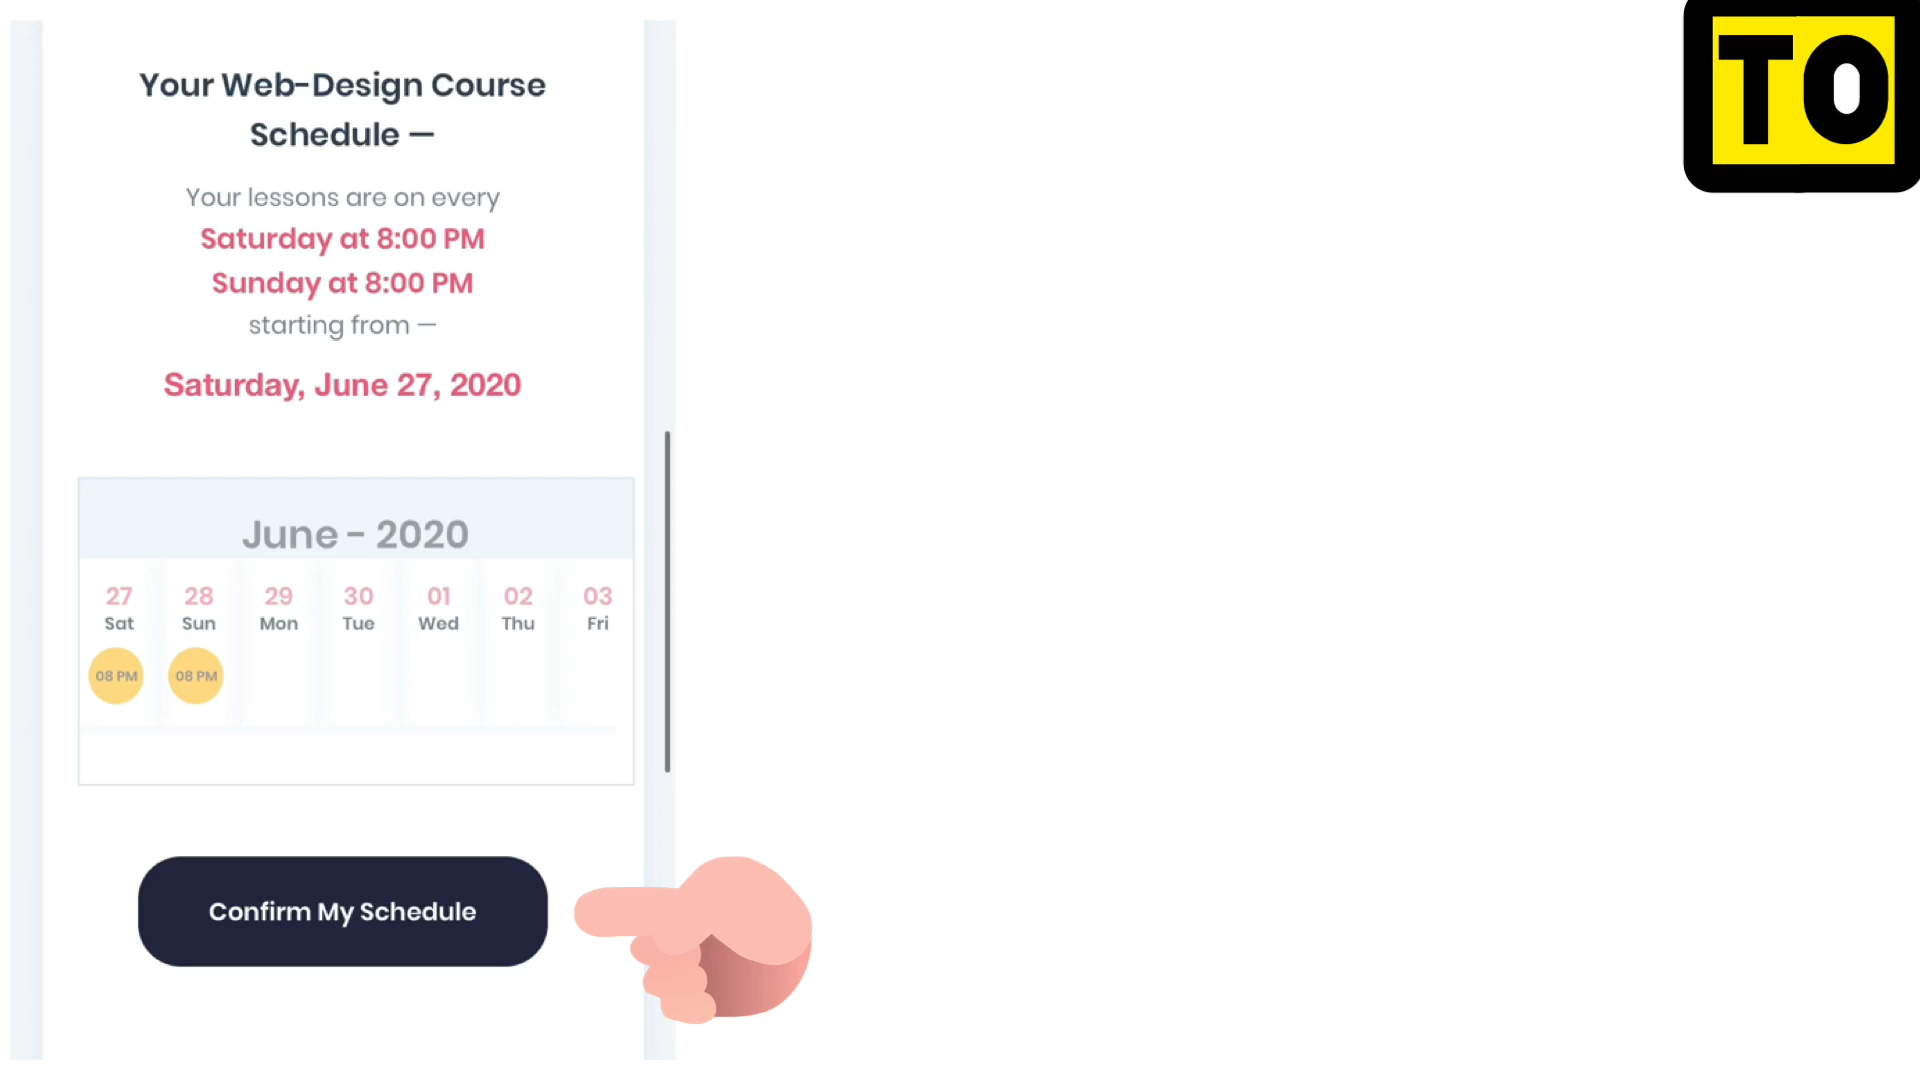 Your Web-Design Course
Schedule —
Your lessons are on every
Saturday at 8:00 PM
Sunday at 8:00 PM
starting from —
Saturday, June 27, 2020
June - 2020
27 28 29 30 01 02 03
Sat Sun Mon Tue Wed Thu Fri
08 PM 08 PM
Confirm My Schedule
TO